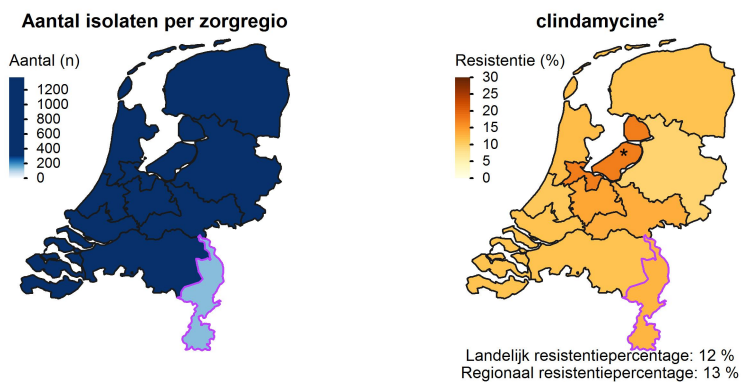 Aantal isolaten per zorgregio
Aantal (n)
1200
1000
800
600
400
200
0
clindamycine²
Resistentie (%)
30
25
20
15
10
5
0
*
Landelijk resistentiepercentage: 12 %
Regionaal resistentiepercentage: 13 %